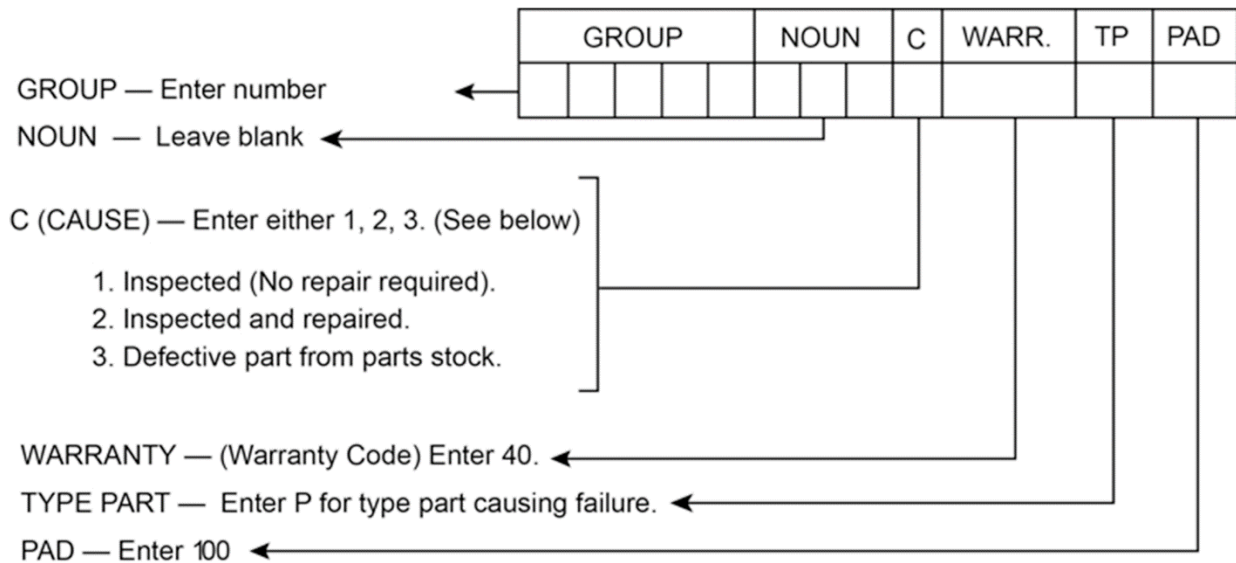 GROUP NOUN C WARR. TP PAD
GROUP — Enter number
NOUN — Leave blank
C (CAUSE) — Enter either 1, 2, 3. (See below)
1. Inspected (No repair required).
2. Inspected and repaired.
3. Defective part from parts stock.
WARRANTY — (Warranty Code) Enter 40.
TYPE PART — Enter P for type part causing failure.
PAD — Enter 100